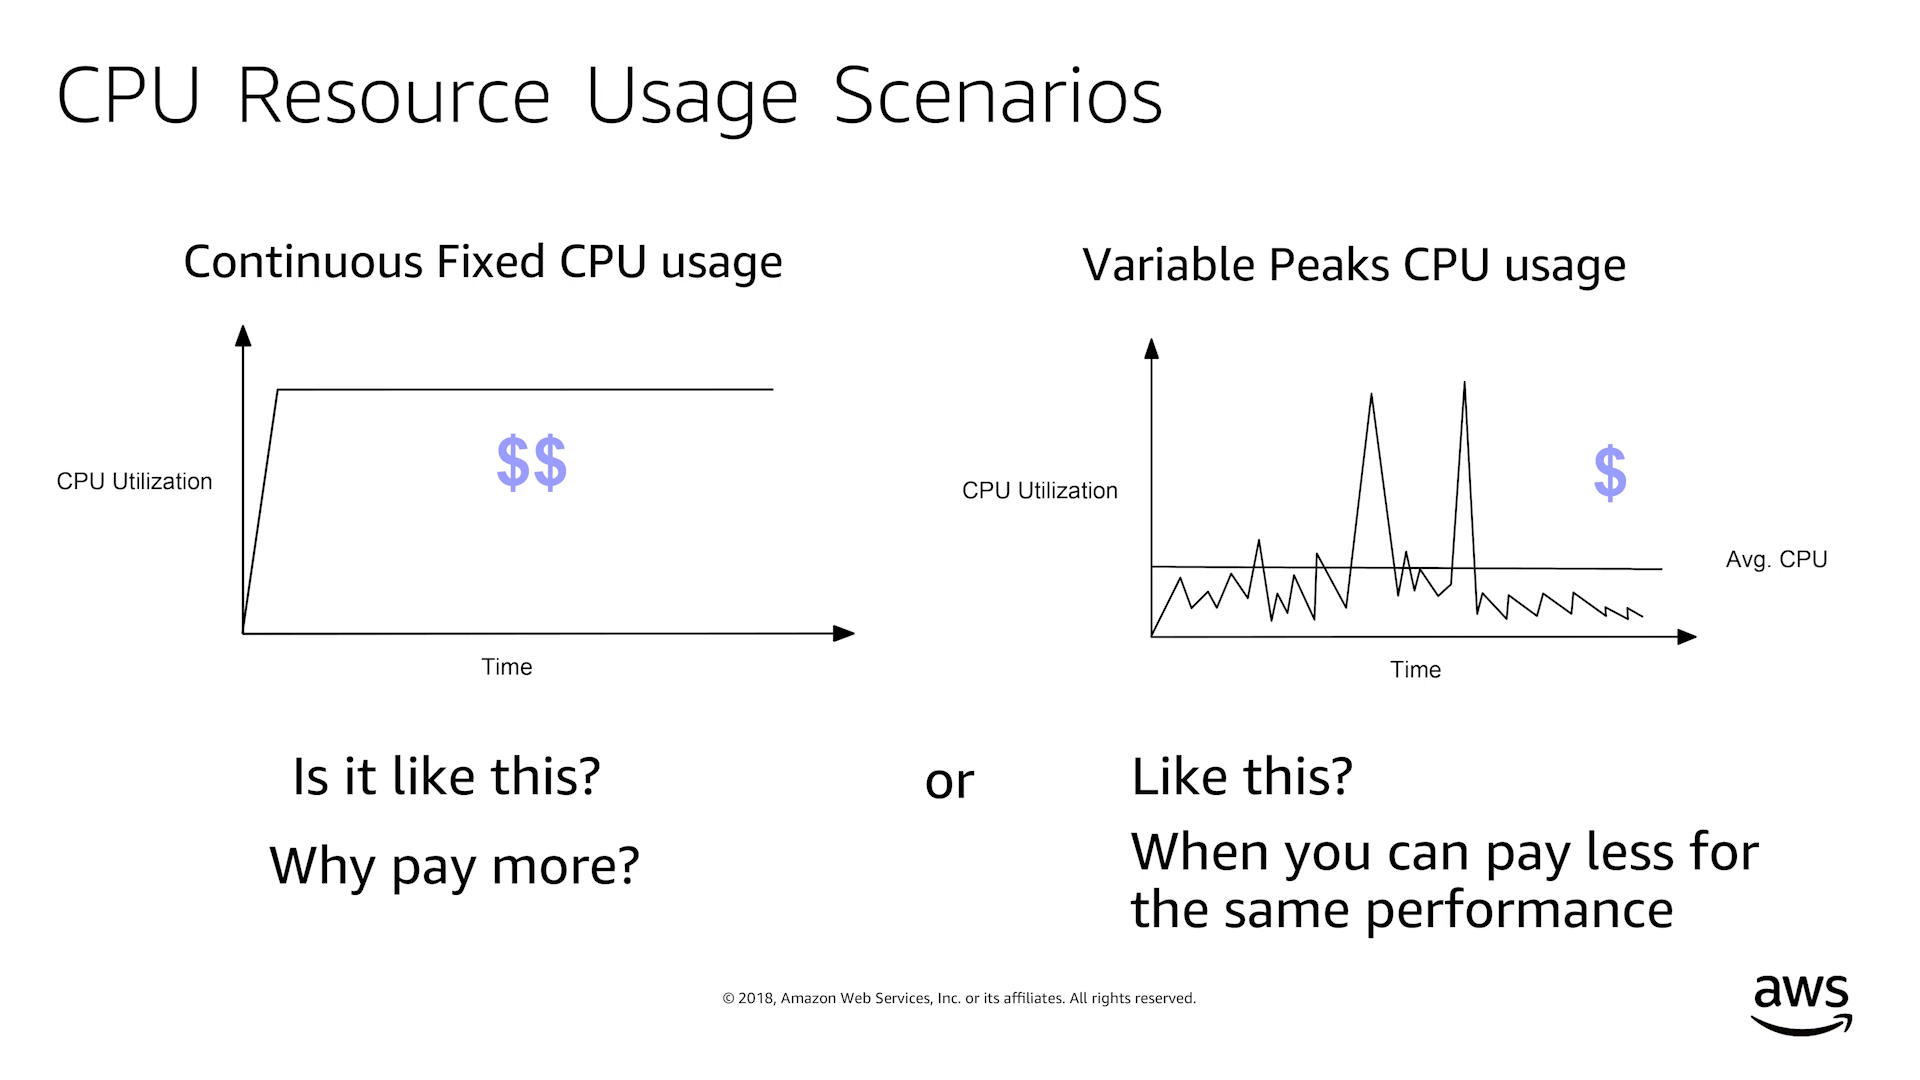 CPU Resource Usage Scenarios
Continuous Fixed CPU usage
$$
CPU Utilization
Time
Is it like this?
Why pay more?
or
Variable Peaks CPU usage
$
CPU Utilization
Avg. CPU
Time
Like this?
When you can pay less for
the same performance
© 2018, Amazon Web Services, Inc. or its affiliates. All rights reserved.
aws